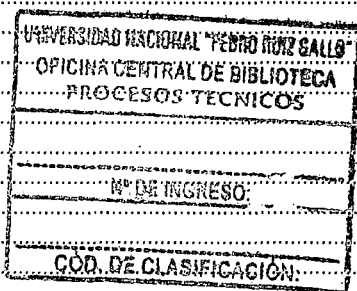 UNIVERSIDAD NACIONAL "PEDRO RUIZ GALLO"
OFICINA CENTRAL DE BIBLIOTECA
PROCESOS TECNICOS
Nº DE INGRESO:
COD. DE CLASIFICACIÓN: